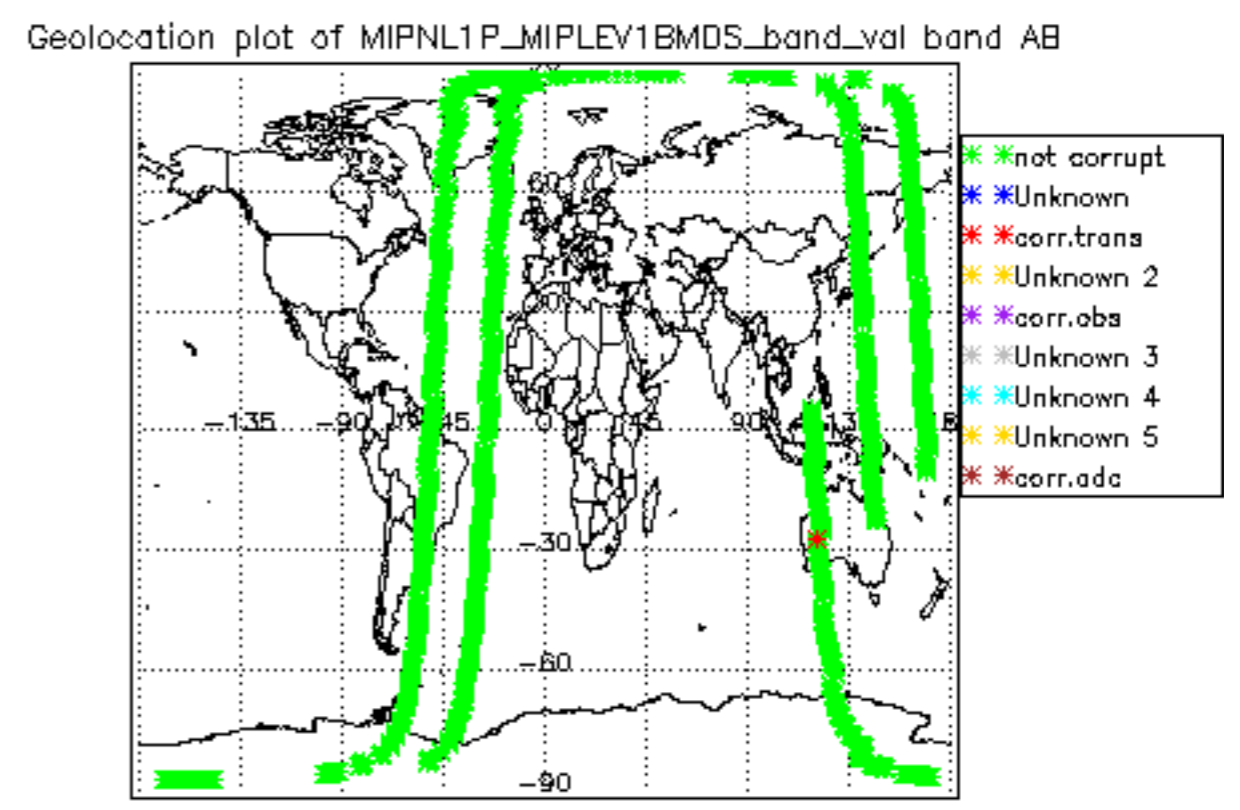 Geolocation plot of MIPNL1P_MIPLEV1BMDS_band_val band AB
not corrupt
Unknown
corr.trans
Unknown 2
corr.obs
Unknown 3
Unknown 4
Unknown 5
corr.adc
60
-135 -90 45 0 45 90
-30
-60
-90